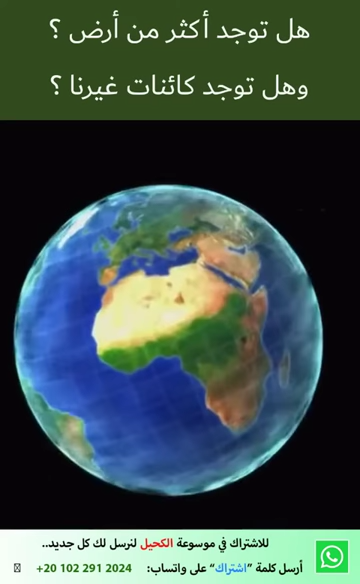 هل توجد أكثر من أرض ؟
وهل توجد كائنات غيرنا ؟
للاشتراك في موسوعة الكحيل لنرسل لك كل جديد..
أرسل كلمة ”اشتراك“ على واتساب: +20 102 291 2024